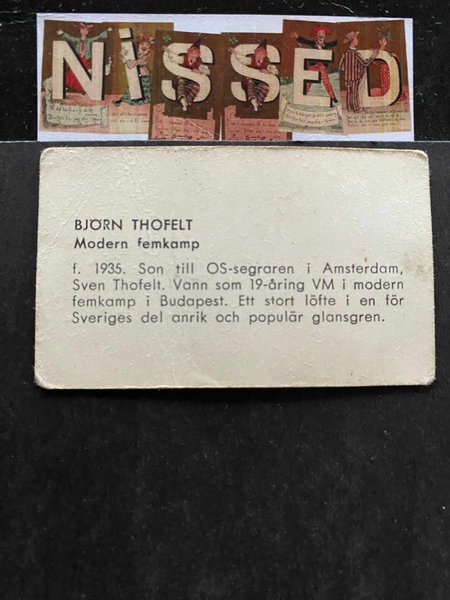 NiSSED
BJÖRN THOFELT
Modern femkamp
f. 1935. Son till OS-segraren i Amsterdam,
Sven Thofelt. Vann som 19-åring VM i modern
femkamp i Budapest. Ett stort löfte i en för
Sveriges del anrik och populär glansgren.